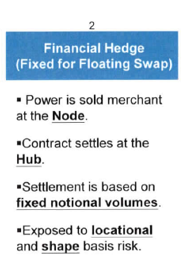 2
Financial Hedge
(Fixed for Floating Swap)
▪ Power is sold merchant
at the Node.
▪Contract settles at the
Hub.
▪Settlement is based on
fixed notional volumes.
▪Exposed to locational
and shape basis risk.